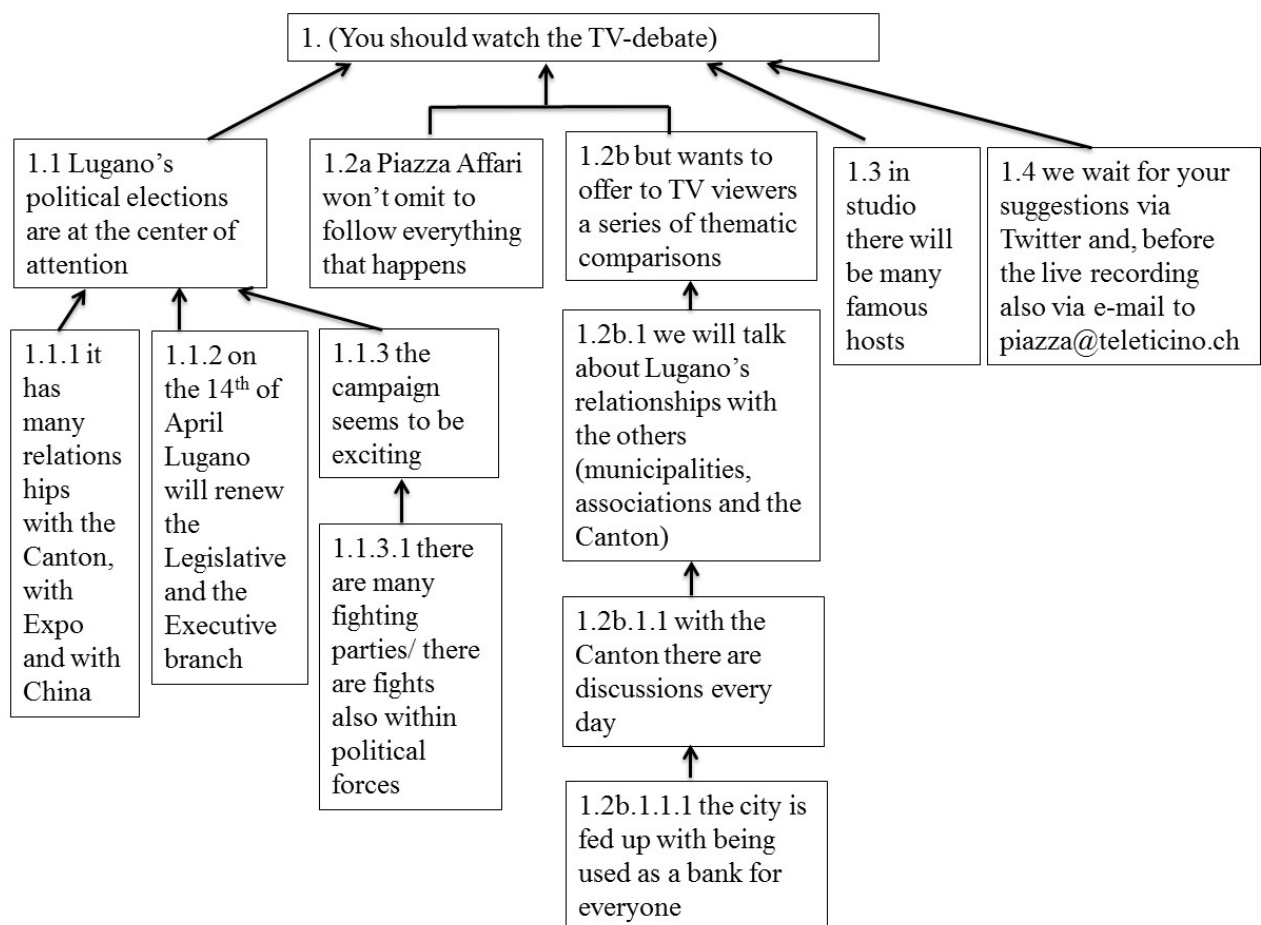 1. (You should watch the TV-debate)
1.1 Lugano’s
political elections
are at the center of
attention
1.2a Piazza Affari
won’t omit to
follow everything
that happens
1.2b but wants to
offer to TV viewers
a series of thematic
comparisons
1.3 in
studio
there will
be many
famous
hosts
1.4 we wait for your
suggestions via
Twitter and, before
the live recording
also via e-mail to
piazza@teleticino.ch
1.1.1 it
has
many
relations
hips
with the
Canton,
with
Expo
and with
China
1.1.2 on
the 14th of
April
Lugano
will renew
the
Legislative
and the
Executive
branch
1.1.3 the
campaign
seems to be
exciting
1.1.3.1 there
are many
fighting
parties/ there
are fights
also within
political
forces
1.2b.1 we will talk
about Lugano’s
relationships with
the others
(municipalities,
associations and the
Canton)
1.2b.1.1 with the
Canton there are
discussions every
day
1.2b.1.1.1 the city is
fed up with being
used as a bank for
everyone